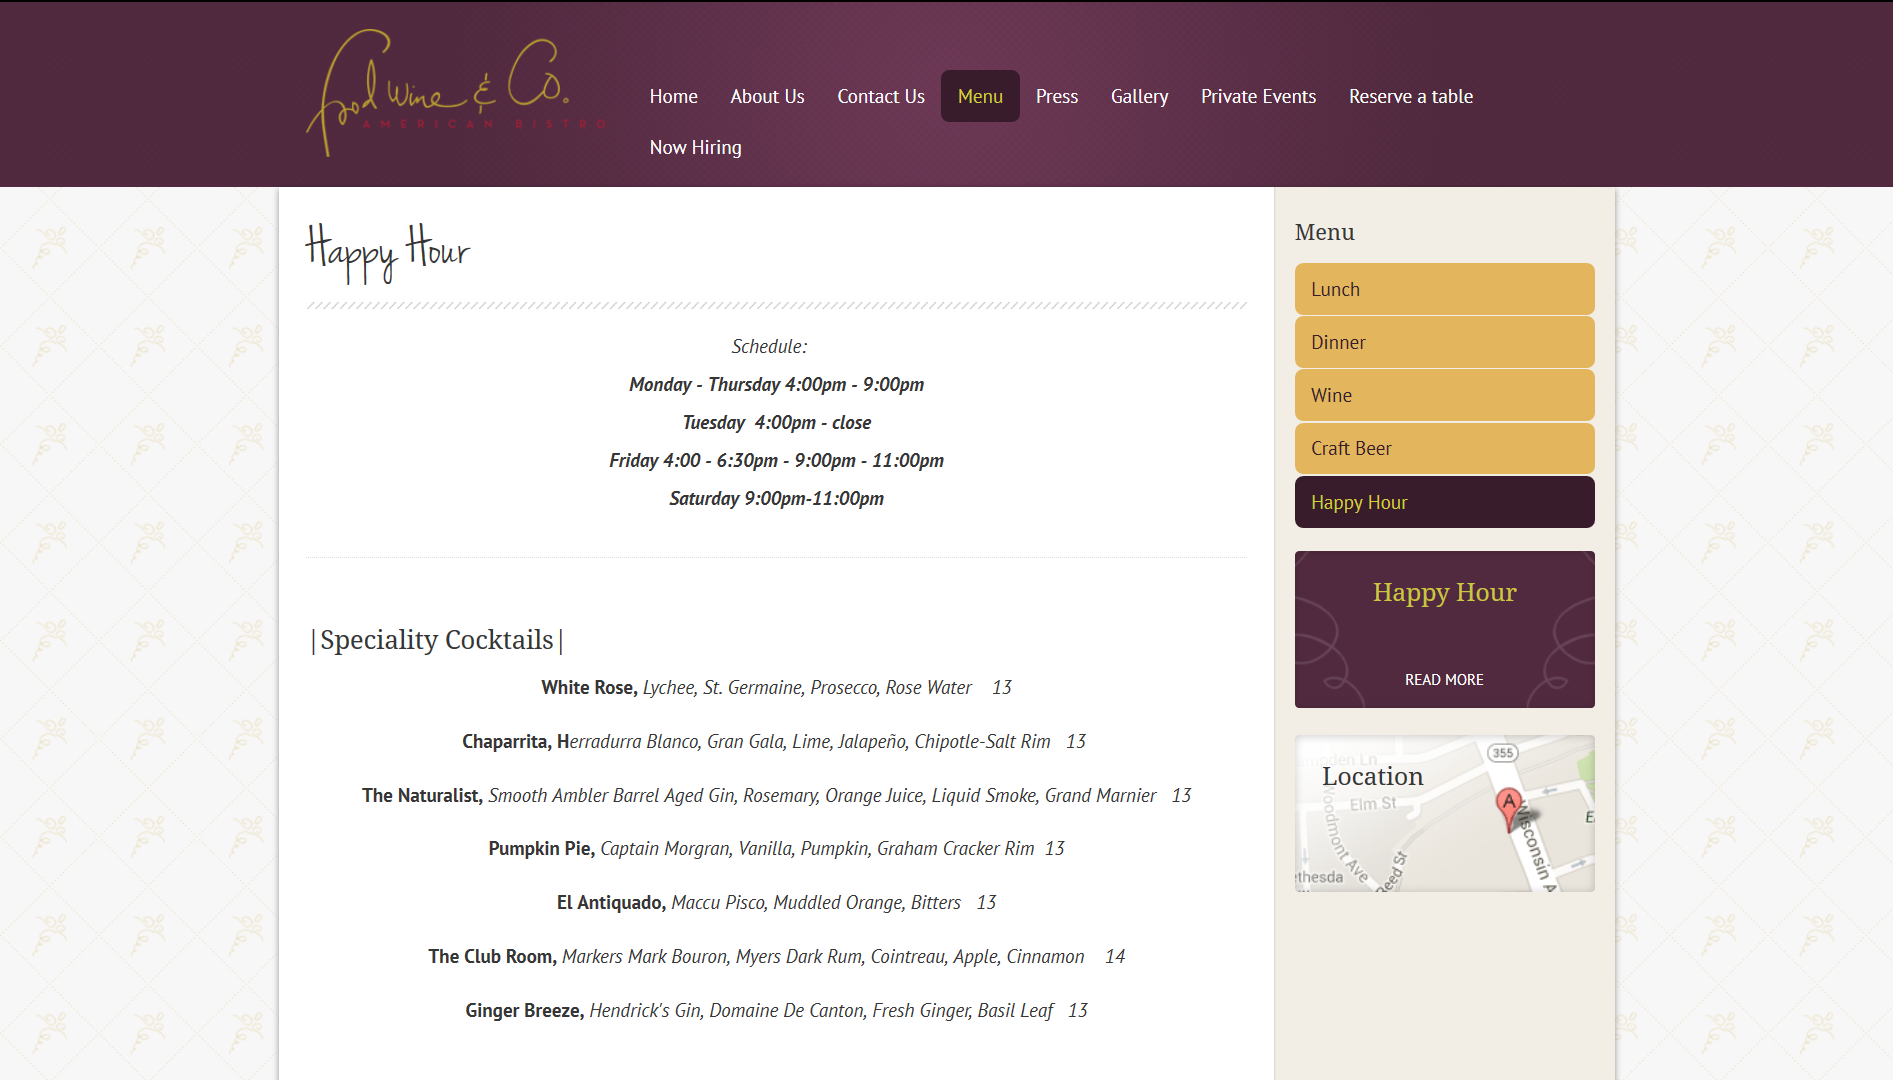 Food Wine & Co.
AMERICAN BISTRO
Home About Us Contact Us Menu Press Gallery Private Events Reserve a table
Now Hiring
Happy Hour
Schedule:
Monday - Thursday 4:00pm - 9:00pm
Tuesday 4:00pm - close
Friday 4:00 - 6:30pm - 9:00pm - 11:00pm
Saturday 9:00pm-11:00pm
|Speciality Cocktails|
White Rose, Lychee, St. Germaine, Prosecco, Rose Water 13
Chaparrita, Herradurra Blanco, Gran Gala, Lime, Jalapeño, Chipotle-Salt Rim 13
The Naturalist, Smooth Ambler Barrel Aged Gin, Rosemary, Orange Juice, Liquid Smoke, Grand Marnier 13
Pumpkin Pie, Captain Morgran, Vanilla, Pumpkin, Graham Cracker Rim 13
El Antiquado, Maccu Pisco, Muddled Orange, Bitters 13
The Club Room, Markers Mark Bouron, Myers Dark Rum, Cointreau, Apple, Cinnamon 14
Ginger Breeze, Hendrick's Gin, Domaine De Canton, Fresh Ginger, Basil Leaf 13
Menu
Lunch
Dinner
Wine
Craft Beer
Happy Hour
Happy Hour
READ MORE
Location
355
Elm St
A
Woodmont Ave
Reed St
Wisconsin A
thesda